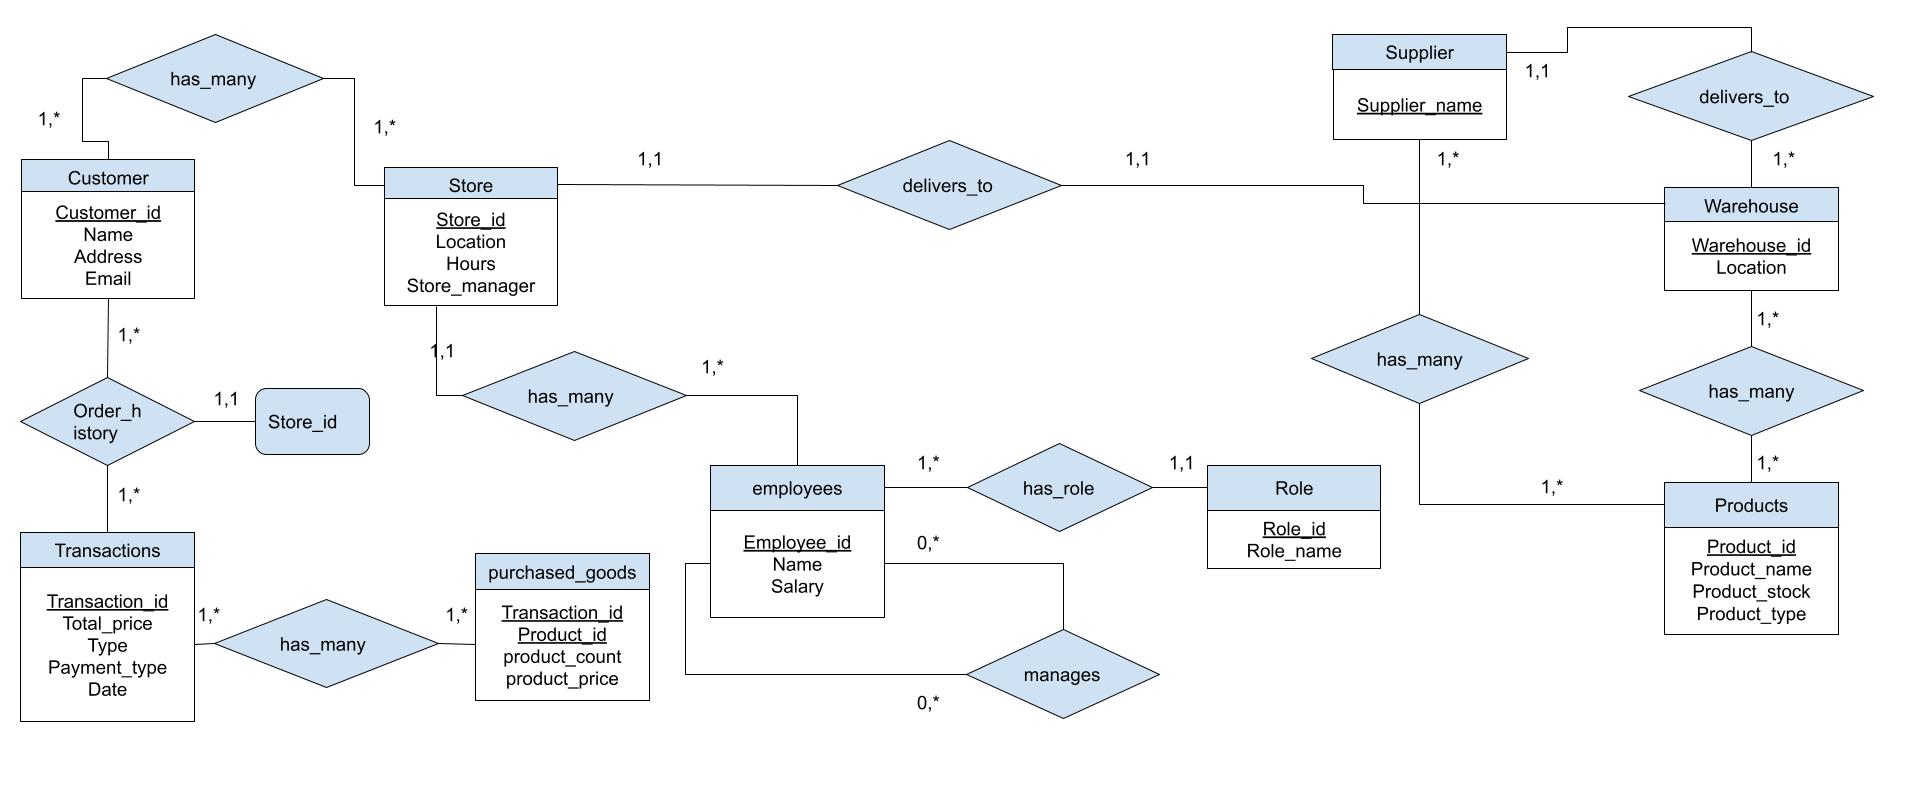 has_many
1,*
1,*
Customer
Customer_id
Name
Address
Email
Store
Store_id
Location
Hours
Store_manager
1,1
delivers_to
1,1
Supplier
Supplier_name
1,1
delivers_to
1,*
1,*
Warehouse
Warehouse_id
Location
1,*
Order_h
istory
1,1
Store_id
1,*
1,1
has_many
1,*
has_many
1,*
has_many
1,*
1,*
Transactions
Transaction_id
Total_price
Type
Payment_type
Date
1,*
has_many
1,*
purchased_goods
Transaction_id
Product_id
product_count
product_price
employees
Employee_id
Name
Salary
1,*
has_role
1,1
Role
Role_id
Role_name
0,*
manages
0,*
Products
Product_id
Product_name
Product_stock
Product_type